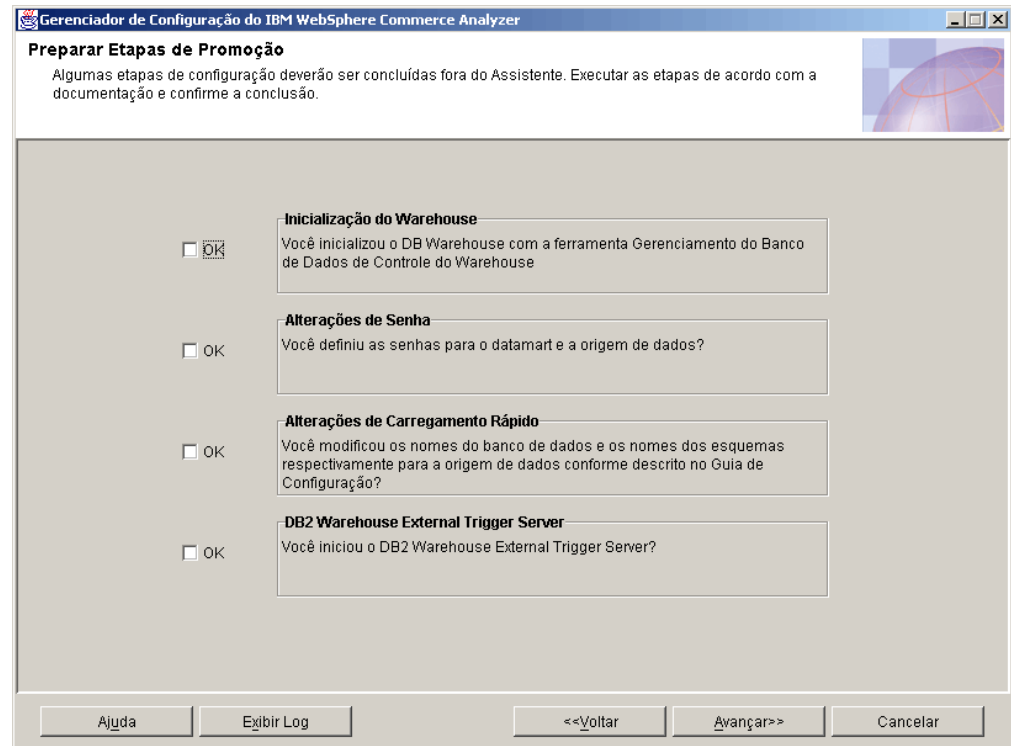 Gerenciador de Configuração do IBM WebSphere Commerce Analyzer
Preparar Etapas de Promoção
Algumas etapas de configuração deverão ser concluídas fora do Assistente. Executar as etapas de acordo com a
documentação e confirme a conclusão.
Inicialização do Warehouse
OK
Você inicializou o DB Warehouse com a ferramenta Gerenciamento do Banco
de Dados de Controle do Warehouse
Alterações de Senha
OK
Você definiu as senhas para o datamart e a origem de dados?
Alterações de Carregamento Rápido
OK
Você modificou os nomes do banco de dados e os nomes dos esquemas
respectivamente para a origem de dados conforme descrito no Guia de
Configuração?
DB2 Warehouse External Trigger Server
OK
Você iniciou o DB2 Warehouse External Trigger Server?
Ajuda
Exibir Log
<<Voltar
Avançar>>
Cancelar